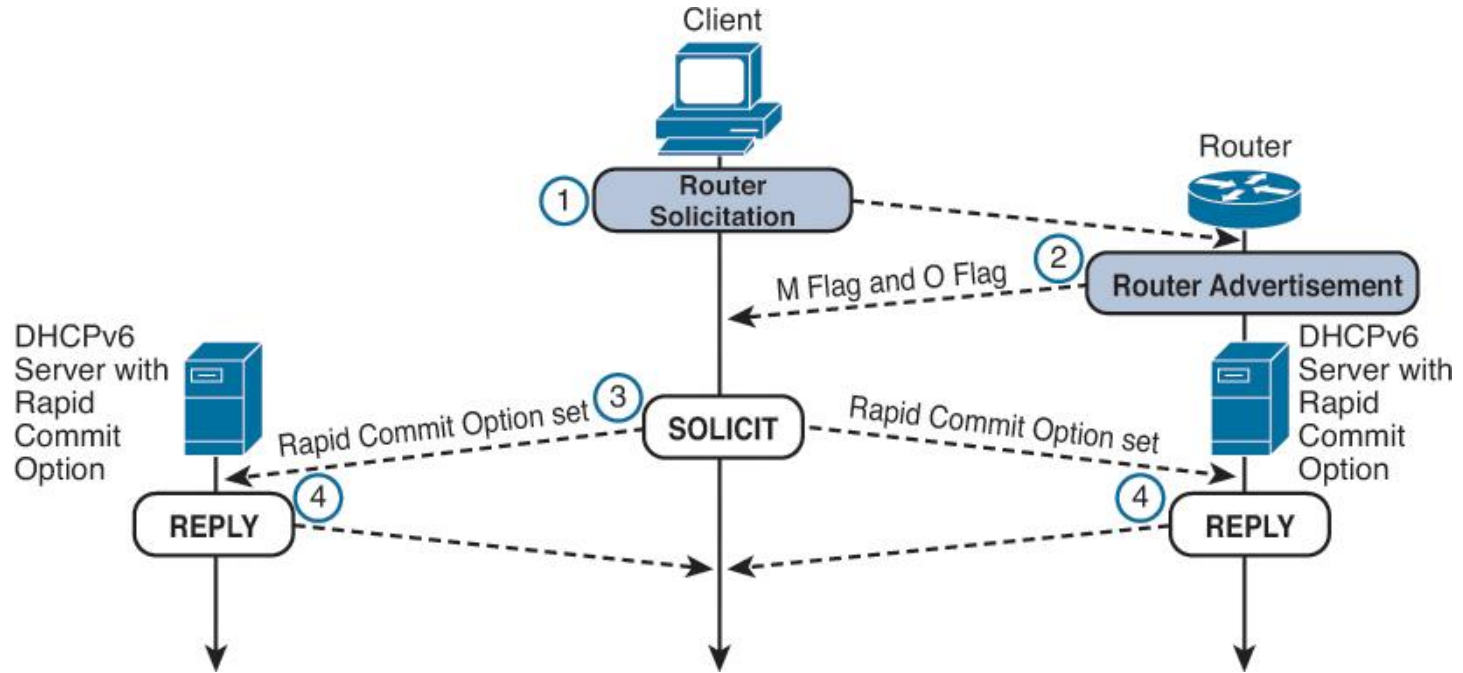 Client
Router
1
Router
Solicitation
2
M Flag and O Flag
Router Advertisement
DHCPv6
Server with
Rapid
Commit
Option
DHCPv6
Server with
Rapid
Commit
Option
3
Rapid Commit Option set
SOLICIT
Rapid Commit Option set
4
REPLY
4
REPLY